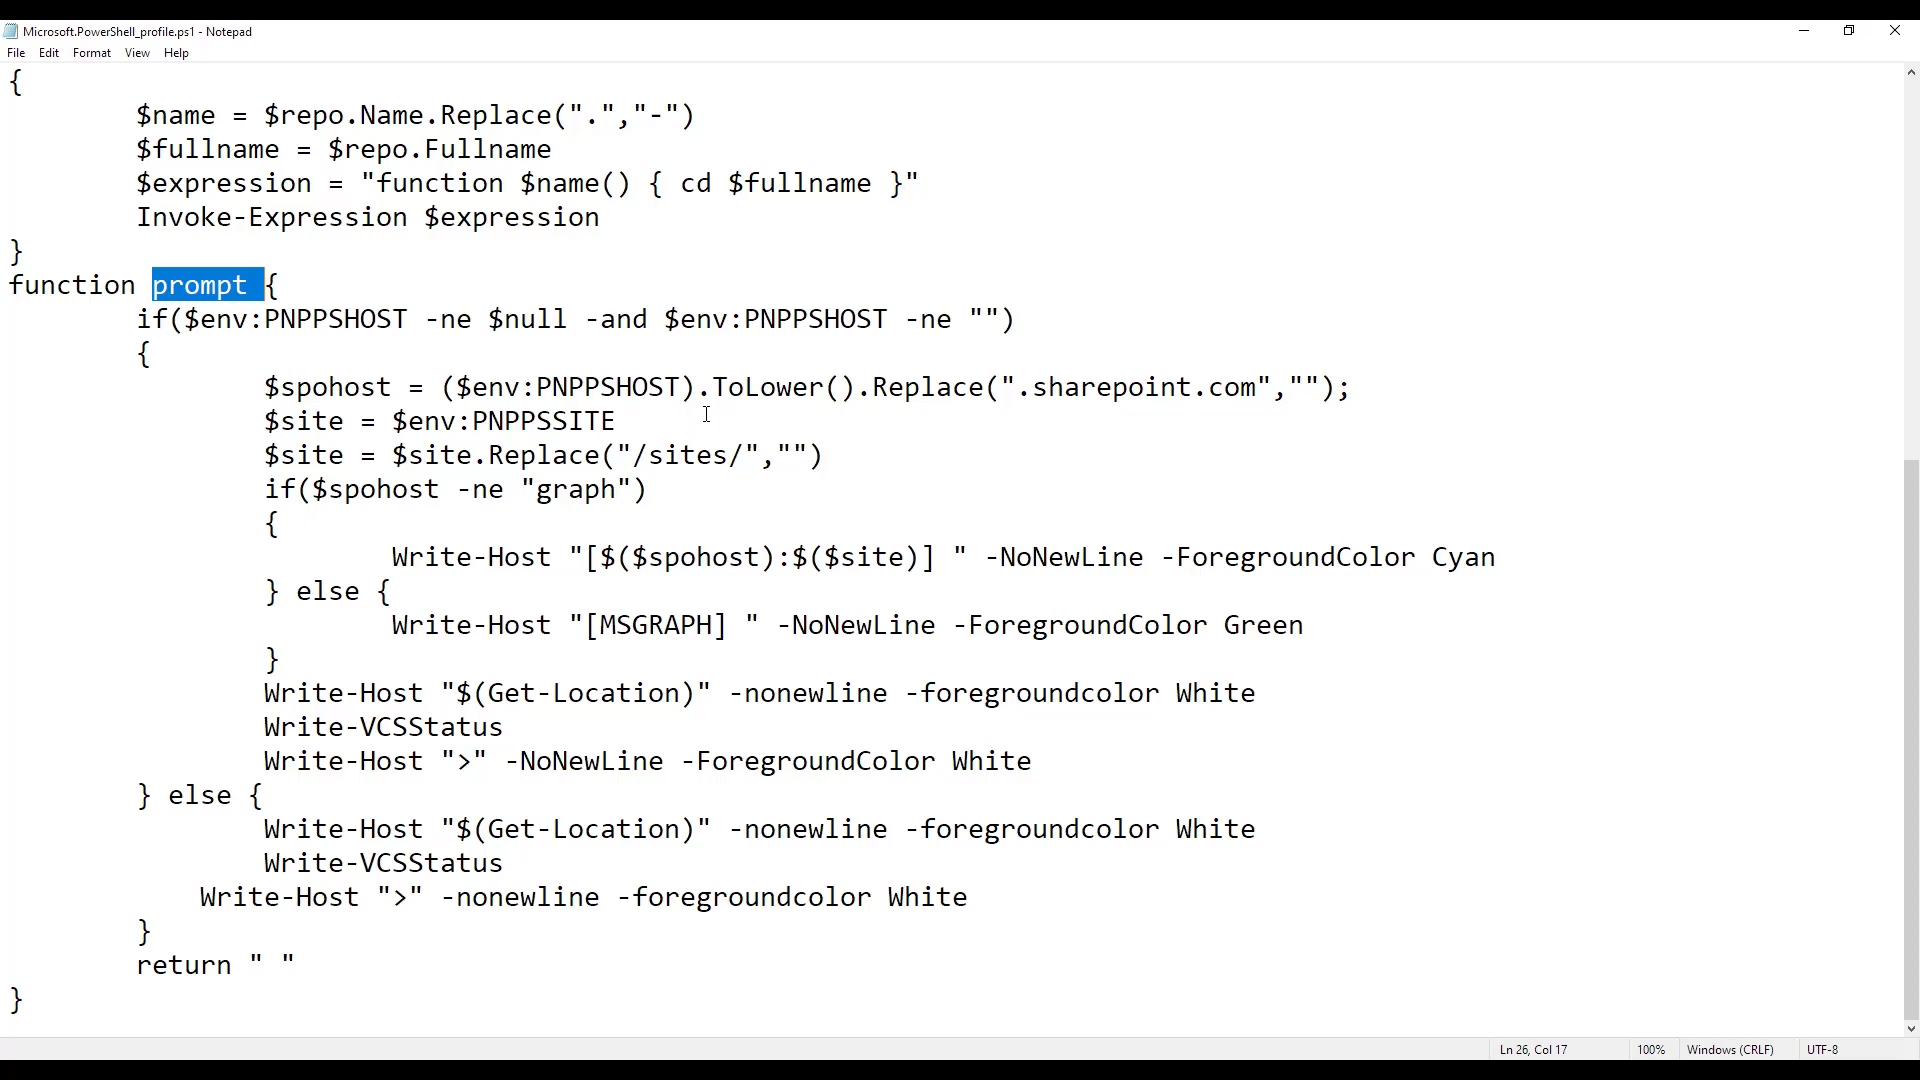 Microsoft.PowerShell_profile.ps1 - Notepad
File Edit Format View Help
{
$name = $repo.Name.Replace(".","-")
$fullname = $repo.Fullname
$expression = "function $name() { cd $fullname }"
Invoke-Expression $expression
}
function prompt {
if($env:PNPPSHOST -ne $null -and $env:PNPPSHOST -ne "")
{
$spohost = ($env:PNPPSHOST).ToLower().Replace(".sharepoint.com","");
$site = $env:PNPPSSITE
$site = $site.Replace("/sites/","")
if($spohost -ne "graph")
{
Write-Host "[$($spohost):$($site)] " -NoNewLine -ForegroundColor Cyan
} else {
Write-Host "[MSGRAPH] " -NoNewLine -ForegroundColor Green
}
Write-Host "$(Get-Location)" -nonewline -foregroundcolor White
Write-VCSStatus
Write-Host ">" -NoNewLine -ForegroundColor White
} else {
Write-Host "$(Get-Location)" -nonewline -foregroundcolor White
Write-VCSStatus
Write-Host ">" -nonewline -foregroundcolor White
}
return " "
}
Ln 26, Col 17 100% Windows (CRLF) UTF-8